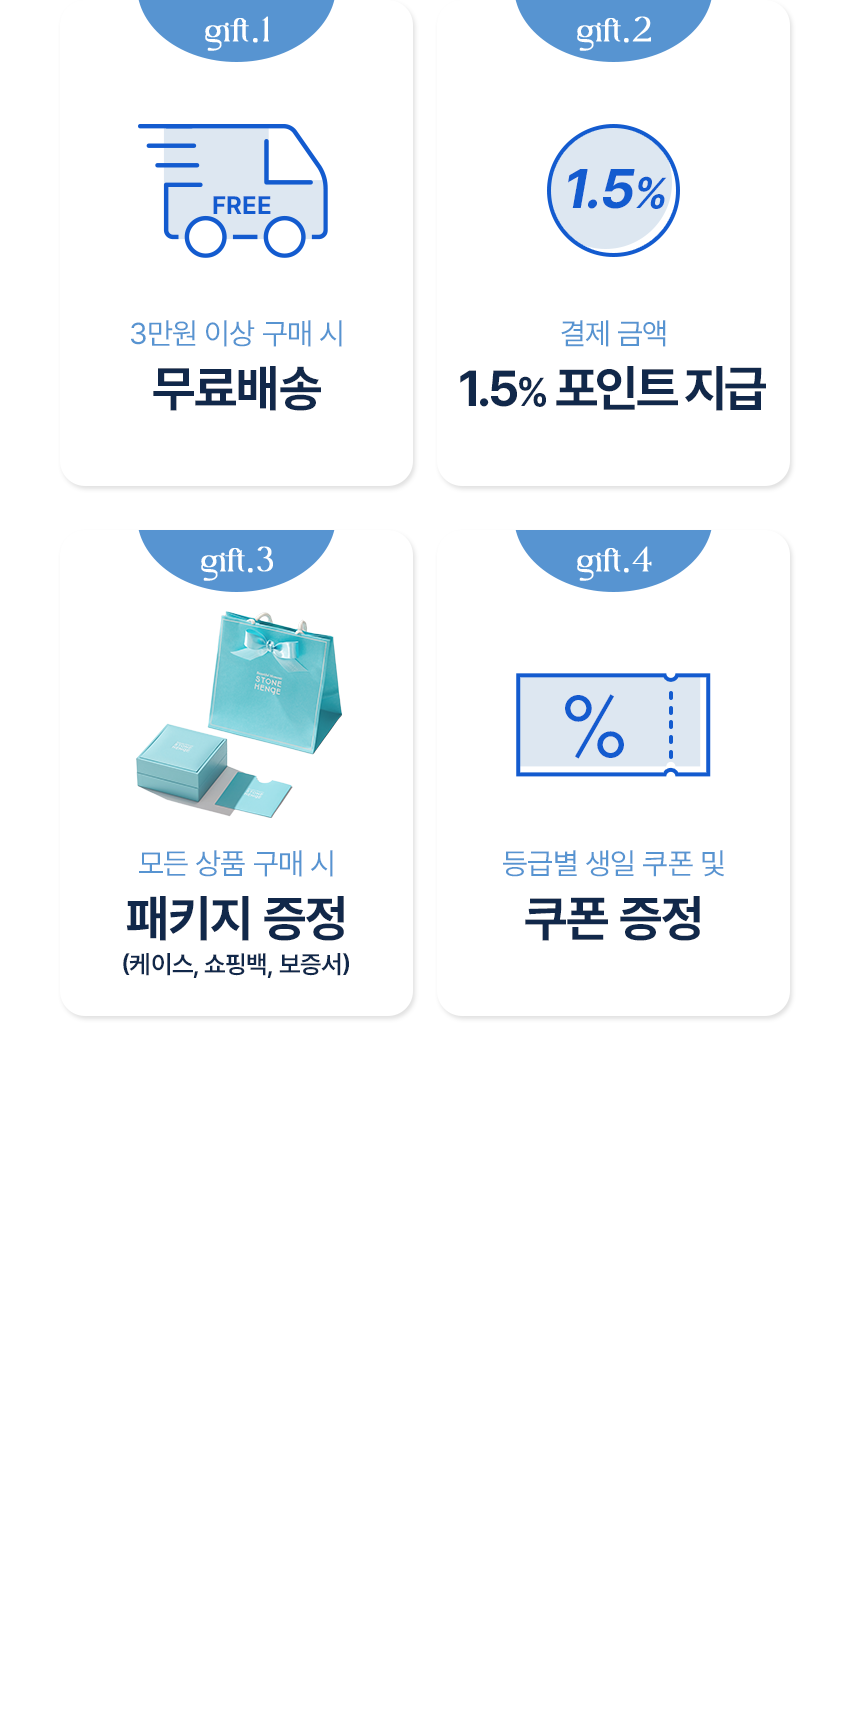 gift.1
FREE
3만원 이상 구매 시
무료배송
gift.2
1.5%
결제 금액
1.5% 포인트 지급
gift.3
STONE
HENGE
모든 상품 구매 시
패키지 증정
(케이스, 쇼핑백, 보증서)
gift.4
%
등급별 생일 쿠폰 및
쿠폰 증정